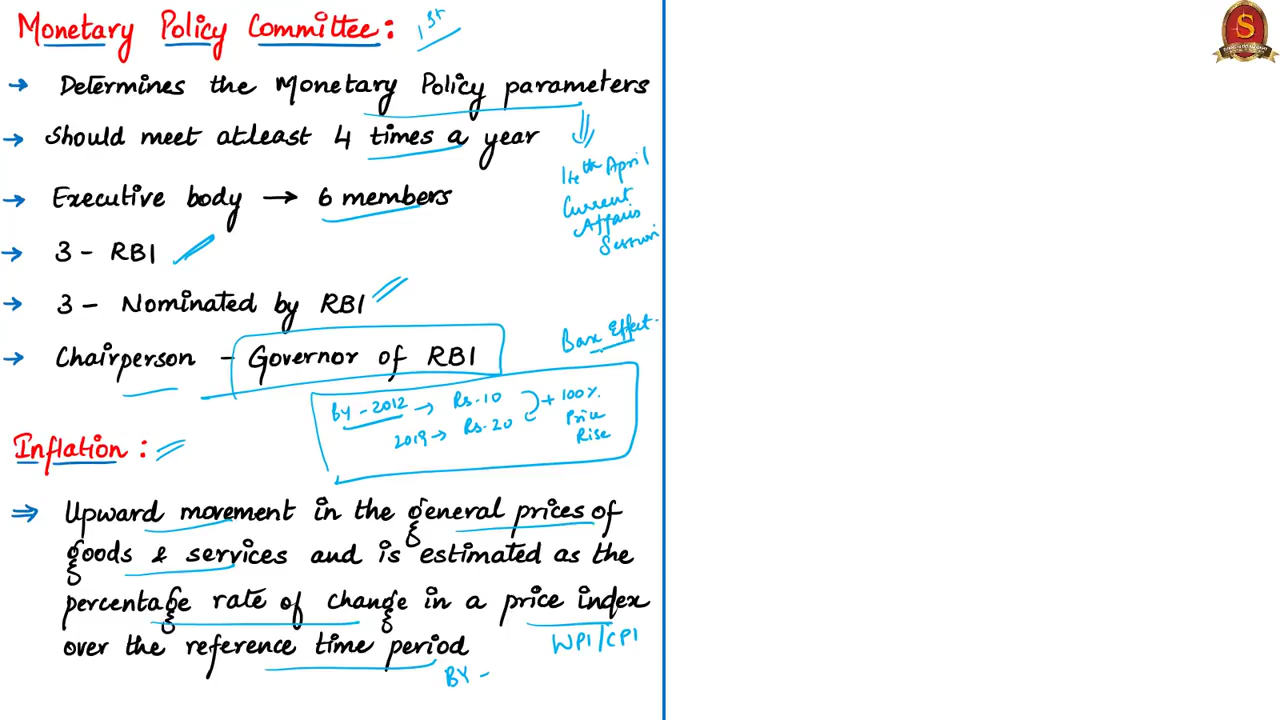 Monetary Policy Committee: 1st
→ Determines the Monetary Policy parameters
→ Should meet atleast 4 times a year
14th April
Current
Affairs
Session
→ Executive body → 6 members
→ 3 - RBI
→ 3 - Nominated by RBI
→ Chairperson - Governor of RBI
Base Effect
BY - 2012 → Rs.10
2019 → Rs.20
+ 100%
Price
Rise
Inflation:
⇒ Upward movement in the general prices of
goods & services and is estimated as the
percentage rate of change in a price index
over the reference time period
WPI/CPI
BY -
S